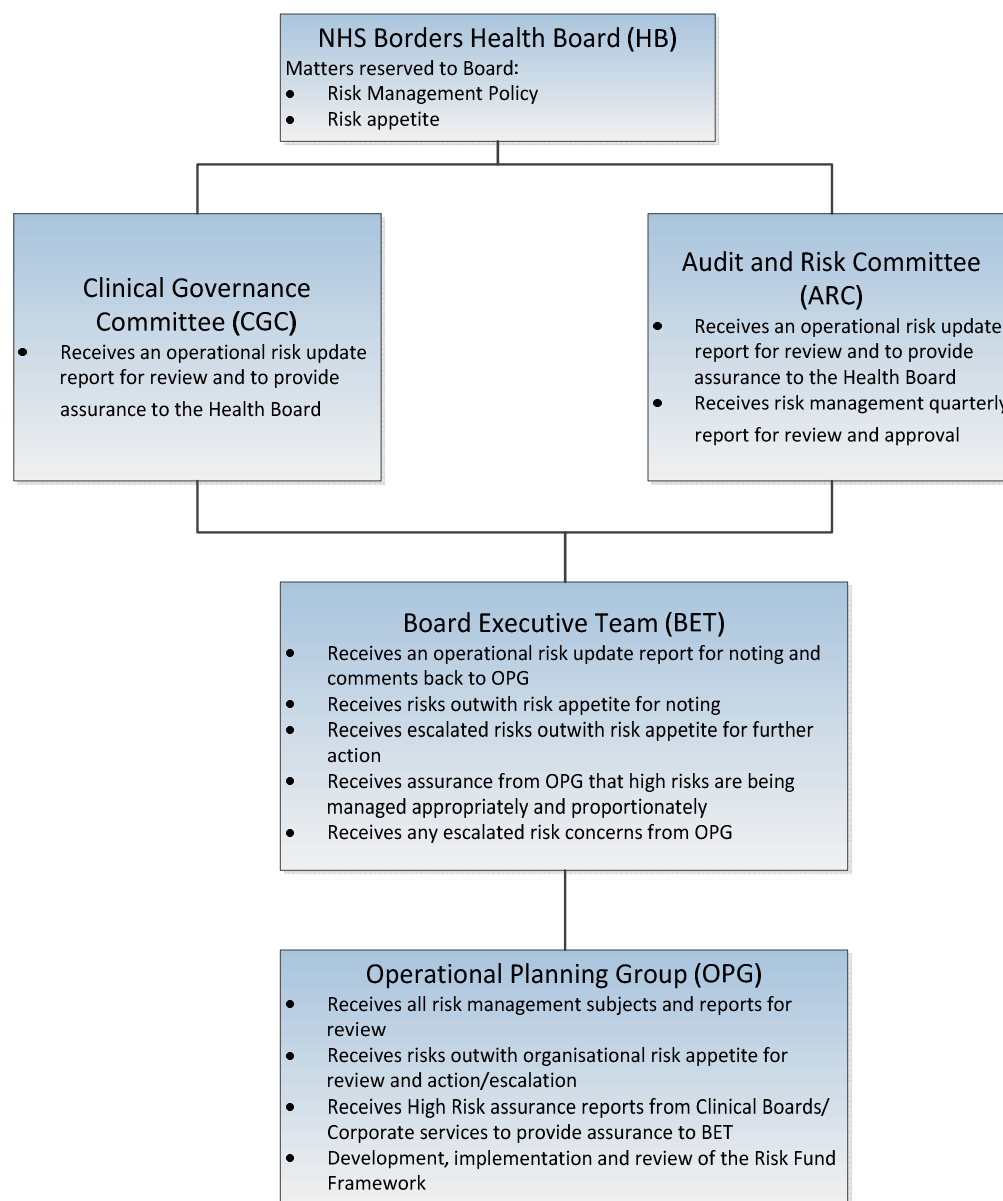 NHS Borders Health Board (HB)
Matters reserved to Board:
• Risk Management Policy
• Risk appetite
Clinical Governance
Committee (CGC)
• Receives an operational risk update
report for review and to provide
assurance to the Health Board
Audit and Risk Committee
(ARC)
• Receives an operational risk update
report for review and to provide
assurance to the Health Board
• Receives risk management quarterly
report for review and approval
Board Executive Team (BET)
• Receives an operational risk update report for noting and
comments back to OPG
• Receives risks outwith risk appetite for noting
• Receives escalated risks outwith risk appetite for further
action
• Receives assurance from OPG that high risks are being
managed appropriately and proportionately
• Receives any escalated risk concerns from OPG
Operational Planning Group (OPG)
• Receives all risk management subjects and reports for
review
• Receives risks outwith organisational risk appetite for
review and action/escalation
• Receives High Risk assurance reports from Clinical Boards/
Corporate services to provide assurance to BET
• Development, implementation and review of the Risk Fund
Framework